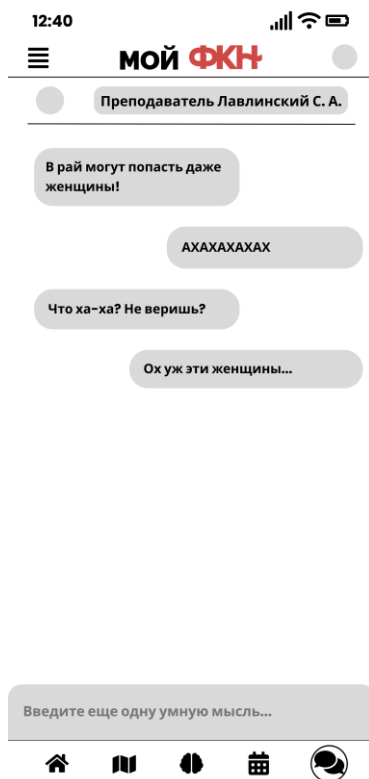 12:40
мой ФКН
Преподаватель Лавлинский С. А.
В рай могут попасть даже
женщины!
АХАХАХАХАХ
Что ха-ха? Не веришь?
Ох уж эти женщины...
Введите еще одну умную мысль...